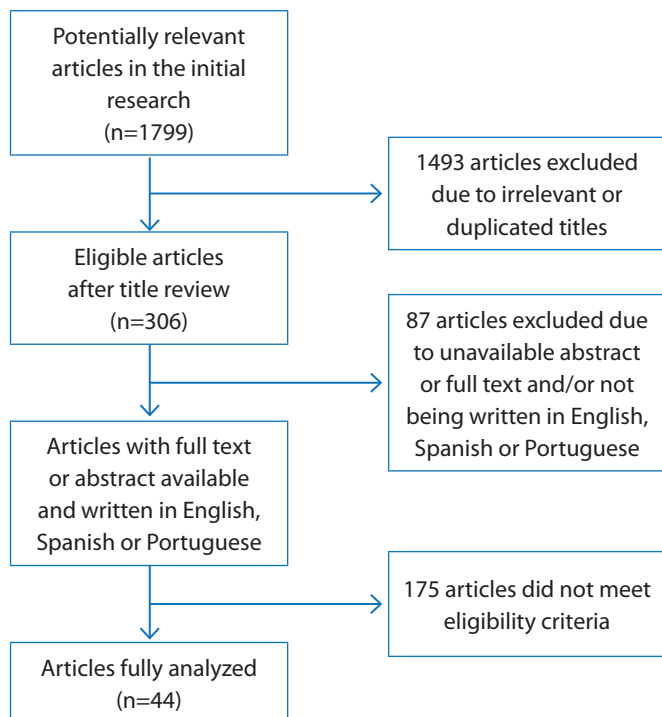 Potentially relevant
articles in the initial
research
(n=1799)
1493 articles excluded
due to irrelevant or
duplicated titles
Eligible articles
after title review
(n=306)
87 articles excluded due
to unavailable abstract
or full text and/or not
being written in English,
Spanish or Portuguese
Articles with full text
or abstract available
and written in English,
Spanish or Portuguese
175 articles did not meet
eligibility criteria
Articles fully analyzed
(n=44)